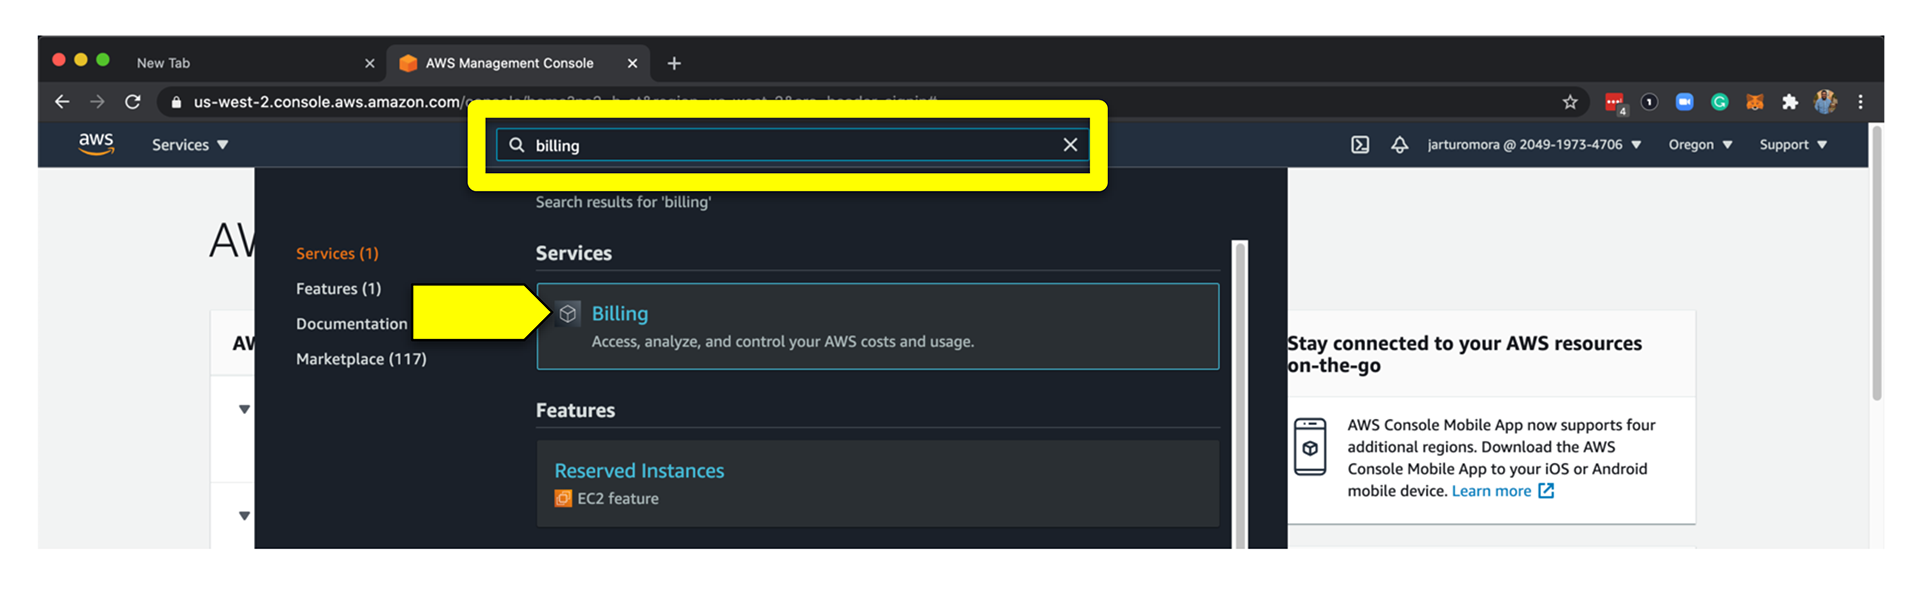 New Tab
AWS Management Console
us-west-2.console.aws.amazon.com/
4
1
aws
Services
billing
jarturomora @ 2049-1973-4706
Oregon
Support
Search results for 'billing'
AW
Services (1)
Features (1)
Documentation
Marketplace (117)
Services
Billing
Access, analyze, and control your AWS costs and usage.
Features
Reserved Instances
EC2 feature
AW
Stay connected to your AWS resources
on-the-go
AWS Console Mobile App now supports four
additional regions. Download the AWS
Console Mobile App to your iOS or Android
mobile device. Learn more